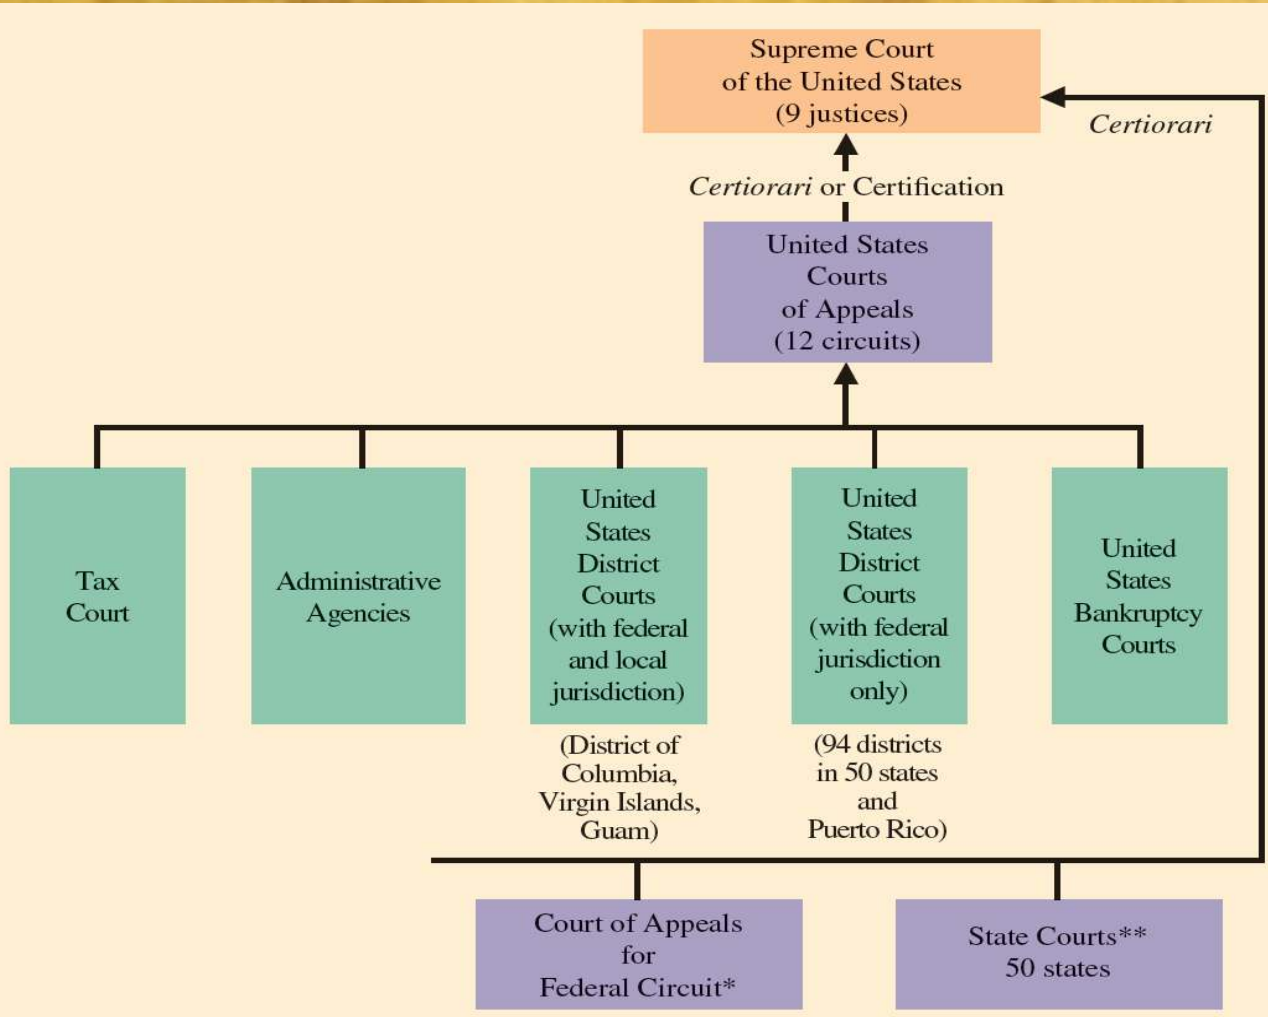 Supreme Court
of the United States
(9 justices)
Certiorari
Certiorari or Certification
United States
Courts
of Appeals
(12 circuits)
Tax
Court
Administrative
Agencies
United
States
District
Courts
(with federal
and local
jurisdiction)
(District of
Columbia,
Virgin Islands,
Guam)
United
States
District
Courts
(with federal
jurisdiction
only)
(94 districts
in 50 states
and
Puerto Rico)
United
States
Bankruptcy
Courts
Court of Appeals
for
Federal Circuit*
State Courts**
50 states